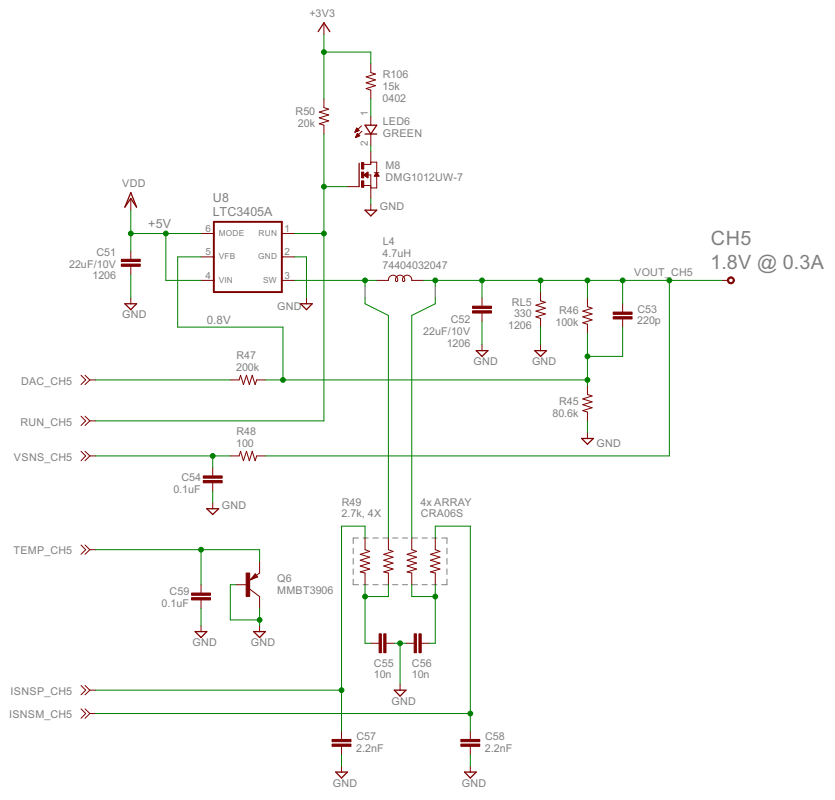 +3V3
R106
15k
0402
R50
20k
1
LED6
GREEN
2
M8
DMG1012UW-7
GND
VDD
U8
LTC3405A
+5V
6 MODE RUN 1
5 VFB GND 2
4 VIN SW 3
C51
22uF/10V
1206
GND
GND
0.8V
L4
4.7uH
74404032047
CH5
1.8V @ 0.3A
VOUT_CH5
C52
22uF/10V
1206
GND
RL5
330
1206
GND
R46
100k
C53
220p
R47
200k
DAC_CH5
R45
80.6k
GND
RUN_CH5
R48
100
VSNS_CH5
C54
0.1uF
GND
R49
2.7k, 4X
4x ARRAY
CRA06S
TEMP_CH5
C59
0.1uF
GND
Q6
MMBT3906
GND
C55
10n
C56
10n
GND
ISNSP_CH5
ISNSM_CH5
C57
2.2nF
GND
C58
2.2nF
GND